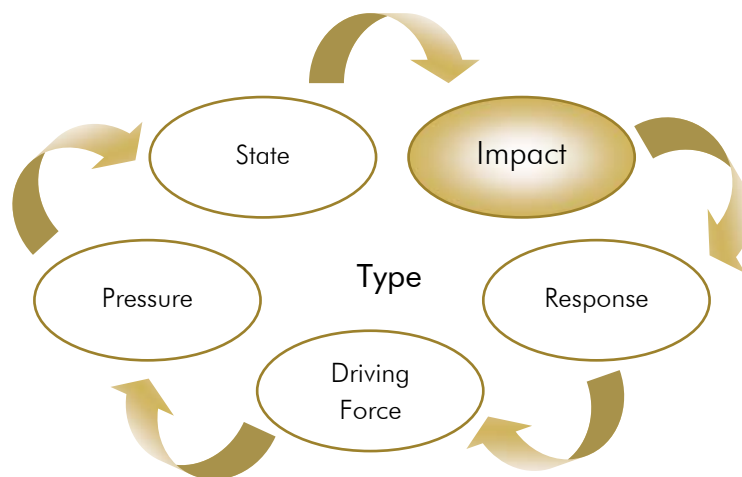 State
Impact
Type
Pressure
Response
Driving
Force